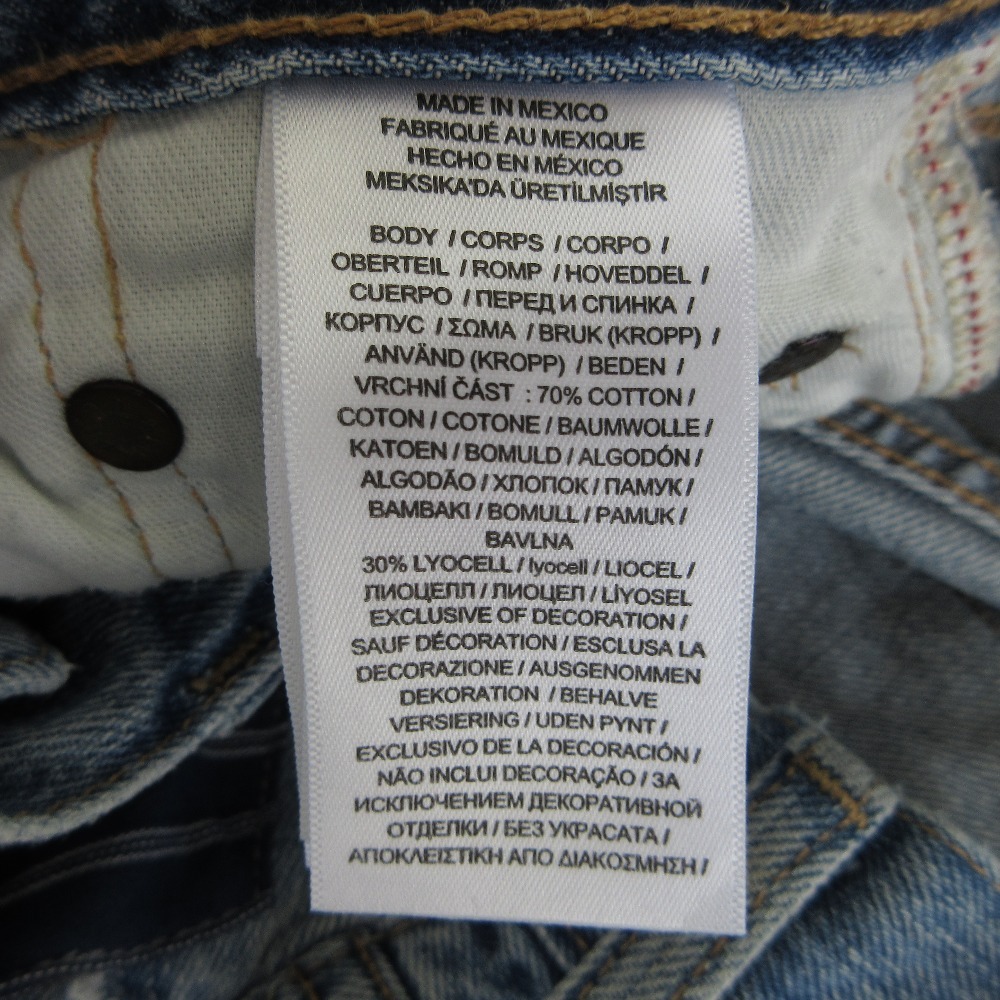 MADE IN MEXICO
FABRIQUÉ AU MEXIQUE
HECHO EN MÉXICO
MEKSIKA'DA ÜRETİLMİŞTİR
BODY / CORPS / CORPO /
OBERTEIL / ROMP / HOVEDDEL /
CUERPO / ПЕРЕД И СПИНКА /
КОРПУС / ΣΩΜΑ / BRUK (KROPP) /
ANVÄND (KROPP) / BEDEN /
VRCHNÍ ČÁST : 70% COTTON /
COTON / COTONE / BAUMWOLLE /
KATOEN / BOMULD / ALGODÓN /
ALGODÃO / ХЛОПОК / ПАМУК /
ΒΑΜΒΑΚΙ / BOMULL / PAMUK /
BAVLNA
30% LYOCELL / lyocell / LIOCEL /
ЛИОЦЕЛЛ / ЛИОЦЕЛ / LİYOSEL
EXCLUSIVE OF DECORATION /
SAUF DÉCORATION / ESCLUSA LA
DECORAZIONE / AUSGENOMMEN
DEKORATION / BEHALVE
VERSIERING / UDEN PYNT /
EXCLUSIVO DE LA DECORACIÓN /
NÃO INCLUI DECORAÇÃO / ЗА
ИСКЛЮЧЕНИЕМ ДЕКОРАТИВНОЙ
ОТДЕЛКИ / БЕЗ УКРАСАТА /
ΑΠΟΚΛΕΙΣΤΙΚΗ ΑΠΟ ΔΙΑΚΟΣΜΗΣΗ /